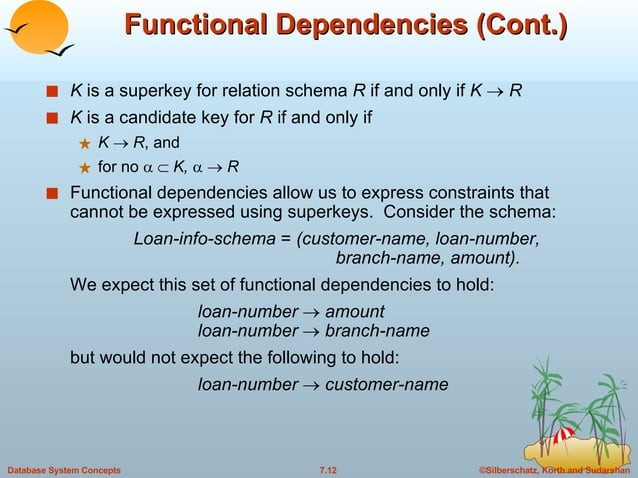 Functional Dependencies (Cont.)
K is a superkey for relation schema R if and only if K → R
K is a candidate key for R if and only if
K → R, and
for no α ⊂ K, α → R
Functional dependencies allow us to express constraints that
cannot be expressed using superkeys. Consider the schema:
Loan-info-schema = (customer-name, loan-number,
branch-name, amount).
We expect this set of functional dependencies to hold:
loan-number → amount
loan-number → branch-name
but would not expect the following to hold:
loan-number → customer-name
Database System Concepts 7.12 ©Silberschatz, Korth and Sudarshan